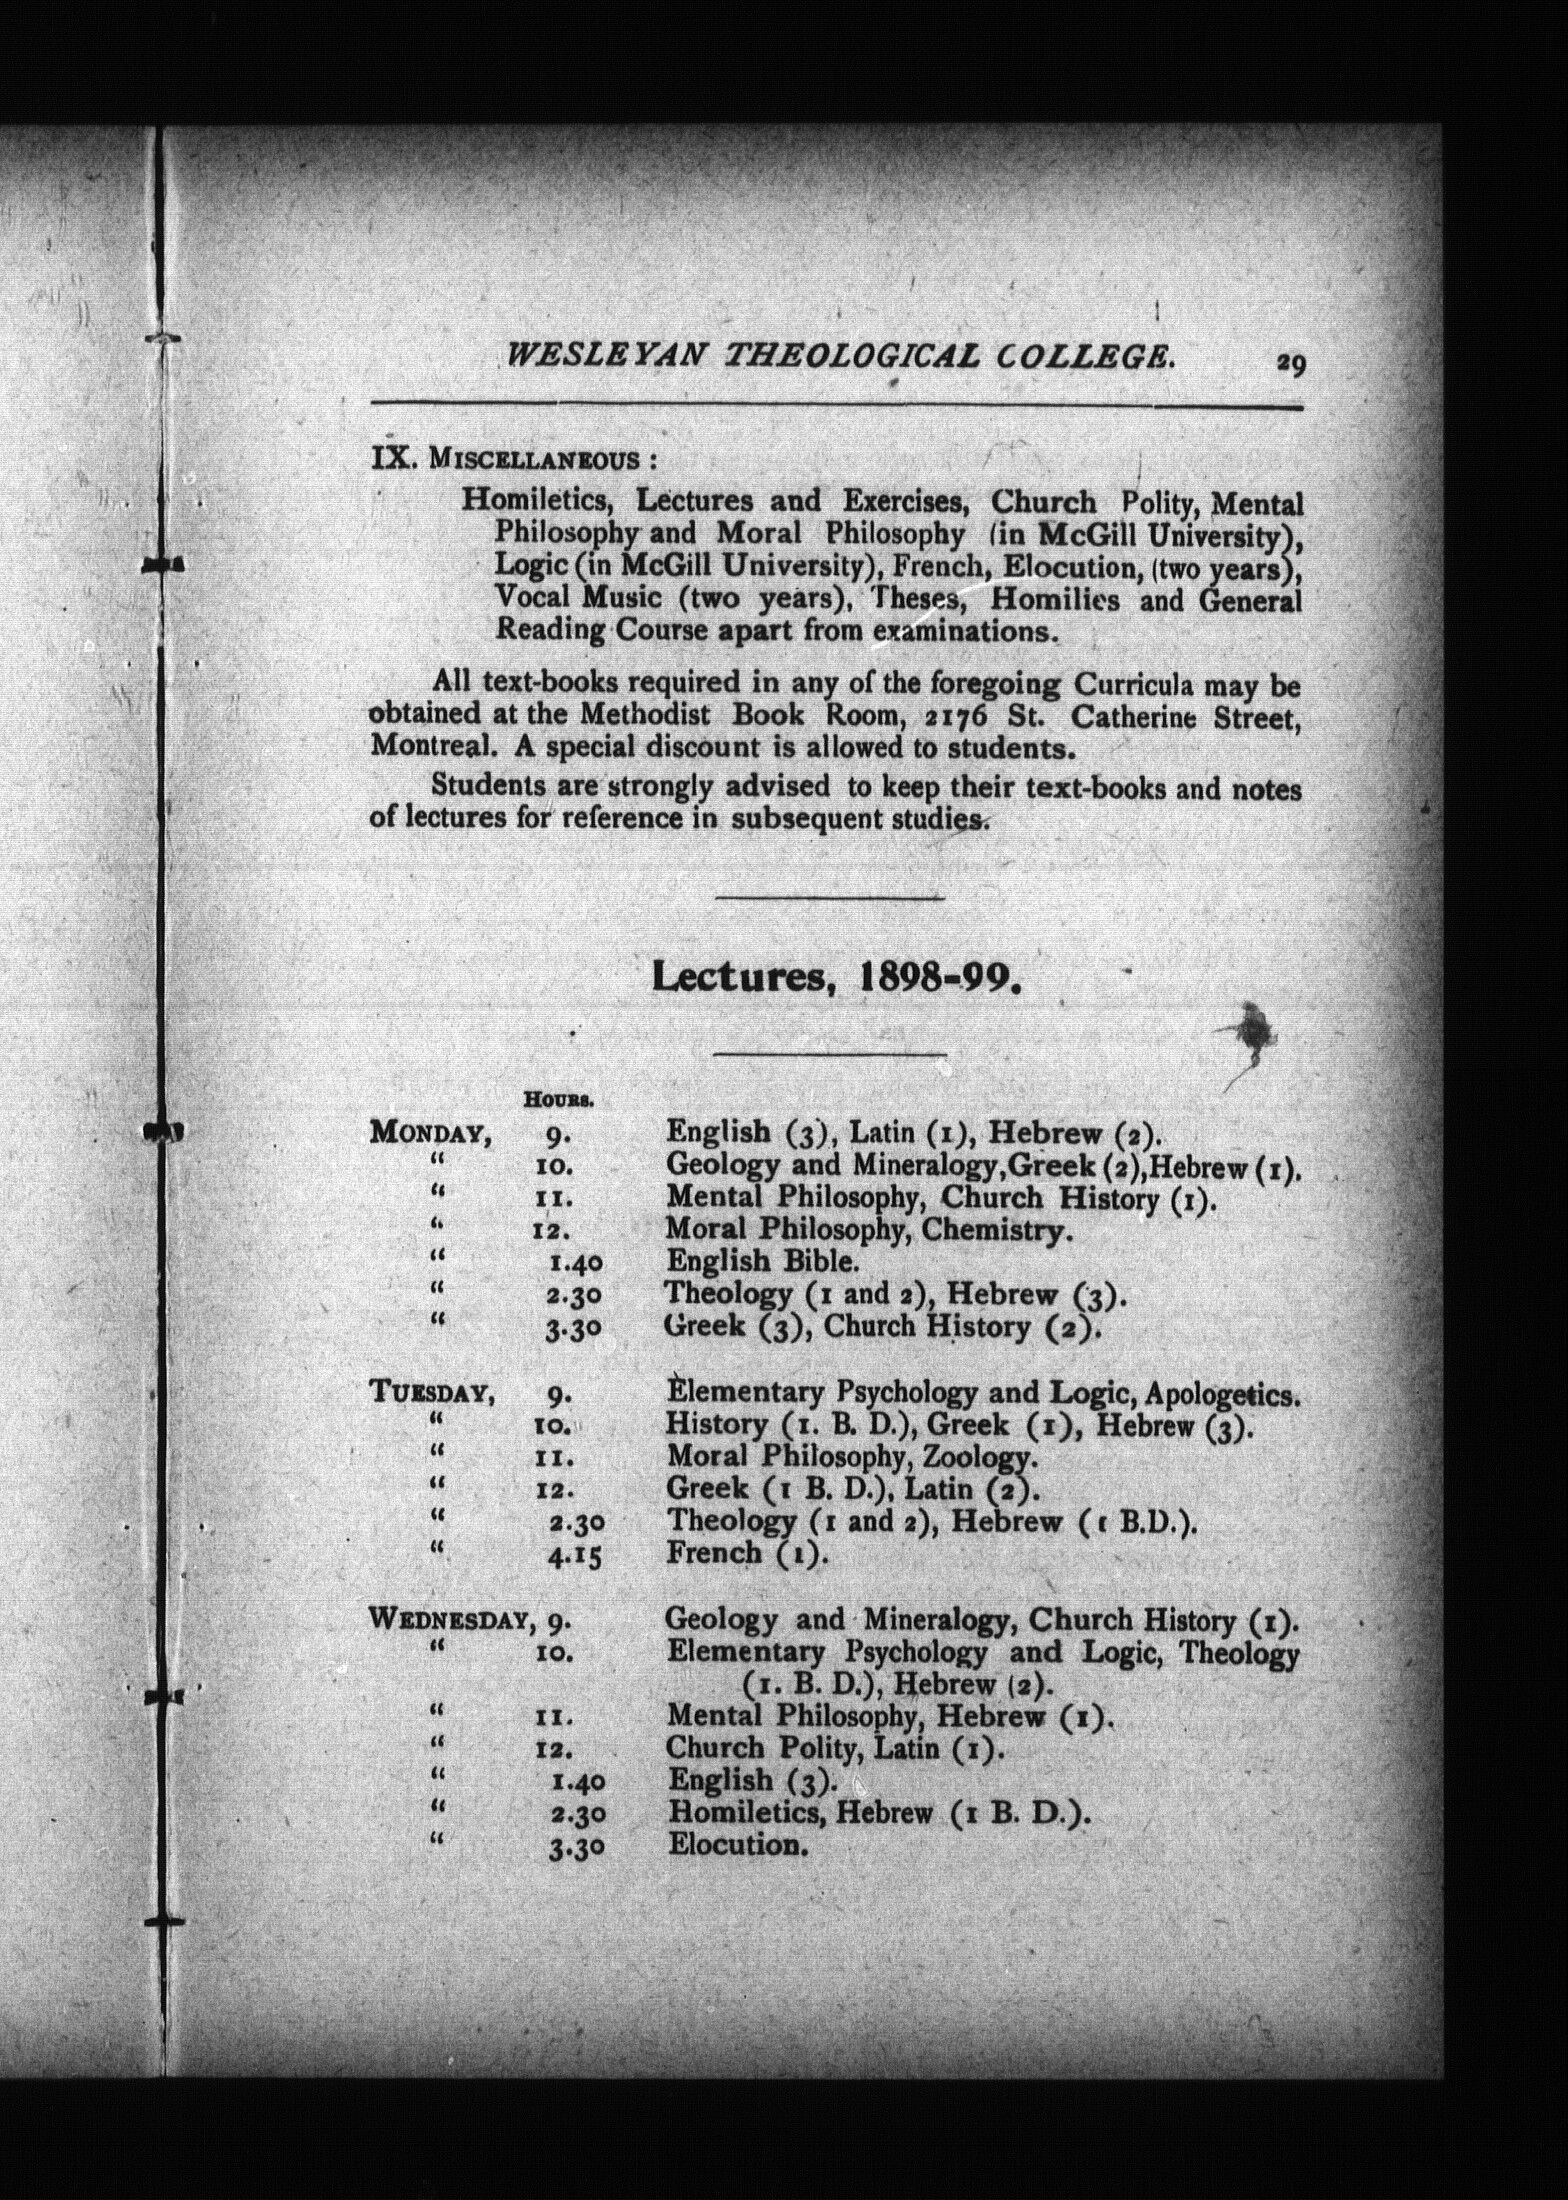 WESLEYAN THEOLOGICAL COLLEGE. 29
IX. MISCELLANEOUS :
Homiletics, Lectures and Exercises, Church Polity, Mental
Philosophy and Moral Philosophy (in McGill University),
Logic (in McGill University), French, Elocution, (two years),
Vocal Music (two years), Theses, Homilies and General
Reading Course apart from examinations.
All text-books required in any of the foregoing Curricula may be
obtained at the Methodist Book Room, 2176 St. Catherine Street,
Montreal. A special discount is allowed to students.
Students are strongly advised to keep their text-books and notes
of lectures for reference in subsequent studies.
Lectures, 1898-99.
HOURS.
MONDAY, 9. English (3), Latin (1), Hebrew (2).
“ 10. Geology and Mineralogy, Greek (2), Hebrew (1).
“ 11. Mental Philosophy, Church History (1).
“ 12. Moral Philosophy, Chemistry.
“ 1.40 English Bible.
“ 2.30 Theology (1 and 2), Hebrew (3).
“ 3.30 Greek (3), Church History (2).
TUESDAY, 9. Elementary Psychology and Logic, Apologetics.
“ 10. History (1. B. D.), Greek (1), Hebrew (3).
“ 11. Moral Philosophy, Zoology.
“ 12. Greek (1 B. D.), Latin (2).
“ 2.30 Theology (1 and 2), Hebrew (1 B.D.).
“ 4.15 French (1).
WEDNESDAY, 9. Geology and Mineralogy, Church History (1).
“ 10. Elementary Psychology and Logic, Theology
(1. B. D.), Hebrew (2).
“ 11. Mental Philosophy, Hebrew (1).
“ 12. Church Polity, Latin (1).
“ 1.40 English (3).
“ 2.30 Homiletics, Hebrew (1 B. D.).
“ 3.30 Elocution.